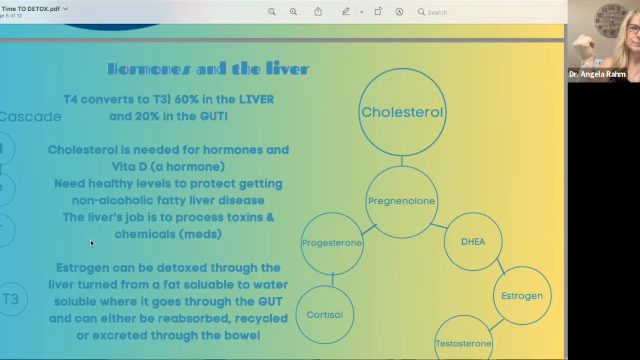 Time TO DETOX.pdf
Page 5 of 12
Search
Dr. Angela Rahm
Hormones and the liver
T4 converts to T3) 60% in the LIVER
and 20% in the GUT!
Cascade
Cholesterol is needed for hormones and
Vita D (a hormone)
Need healthy levels to protect getting
non-alcoholic fatty liver disease
The liver's job is to process toxins &
chemicals (meds)
Estrogen can be detoxed through the
liver turned from a fat soluable to water
soluble where it goes through the GUT
and can either be reabsorbed, recycled
or excreted through the bowel
T3
Cholesterol
Pregnenolone
Progesterone
DHEA
Cortisol
Estrogen
Testosterone